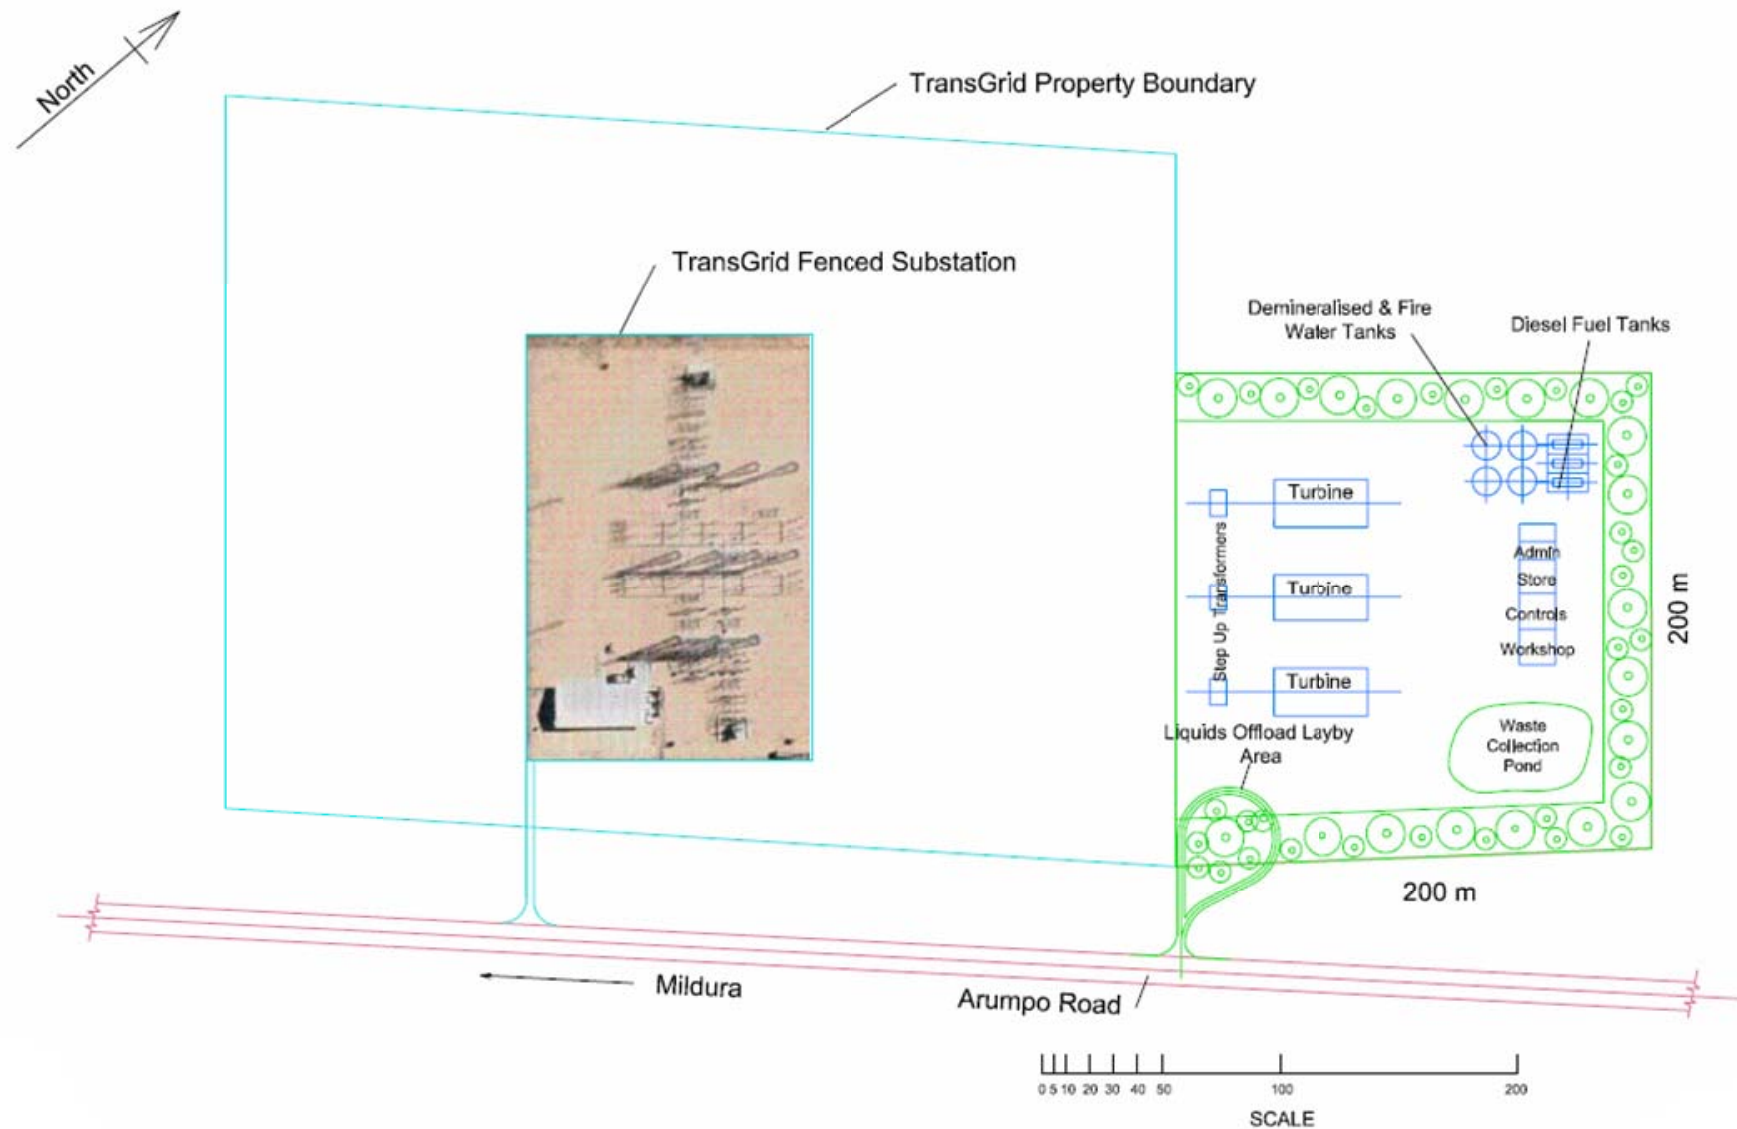 North
TransGrid Property Boundary
TransGrid Fenced Substation
Demineralised & Fire
Water Tanks
Diesel Fuel Tanks
Turbine
Turbine
Turbine
Step Up Transformers
Admin
Store
Controls
Workshop
200 m
Liquids Offload Layby
Area
Waste
Collection
Pond
200 m
Mildura
Arumpo Road
0 5 10 20 30 40 50 100 200
SCALE